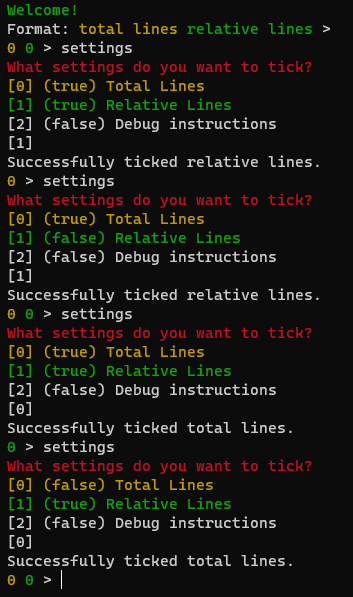 Welcome!
Format: total lines relative lines >
0 0 > settings
What settings do you want to tick?
[0] (true) Total Lines
[1] (true) Relative Lines
[2] (false) Debug instructions
[1]
Successfully ticked relative lines.
0 > settings
What settings do you want to tick?
[0] (true) Total Lines
[1] (false) Relative Lines
[2] (false) Debug instructions
[1]
Successfully ticked relative lines.
0 0 > settings
What settings do you want to tick?
[0] (true) Total Lines
[1] (true) Relative Lines
[2] (false) Debug instructions
[0]
Successfully ticked total lines.
0 > settings
What settings do you want to tick?
[0] (false) Total Lines
[1] (true) Relative Lines
[2] (false) Debug instructions
[0]
Successfully ticked total lines.
0 0 >